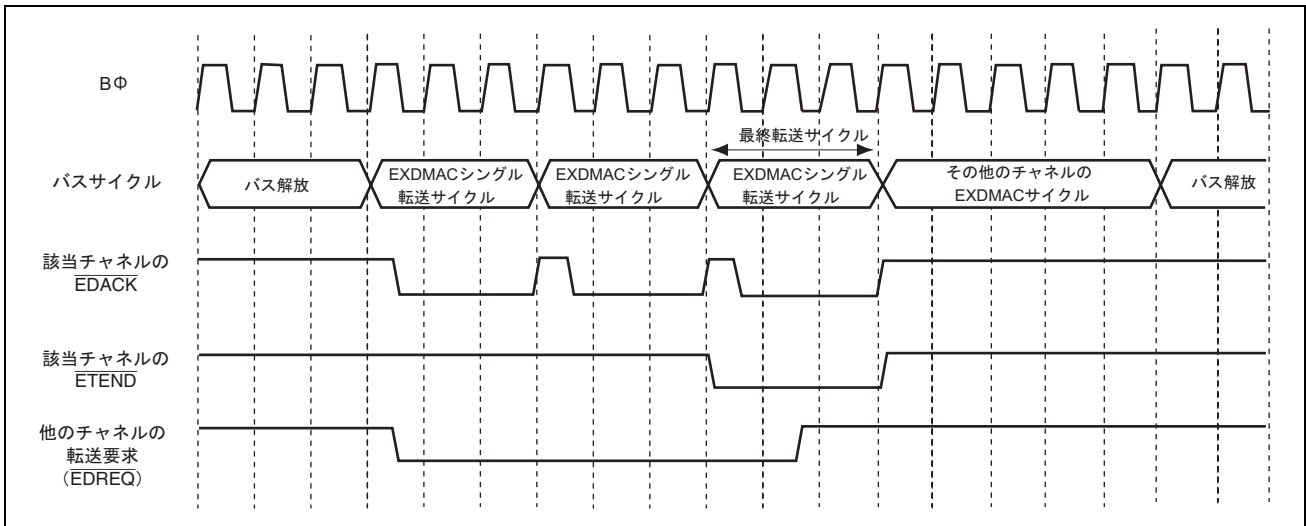 BΦ
最終転送サイクル
バスサイクル
バス解放
EXDMACシングル
転送サイクル
EXDMACシングル
転送サイクル
EXDMACシングル
転送サイクル
その他のチャネルの
EXDMACサイクル
バス解放
該当チャネルの
EDACK
該当チャネルの
ETEND
他のチャネルの
転送要求
(EDREQ)